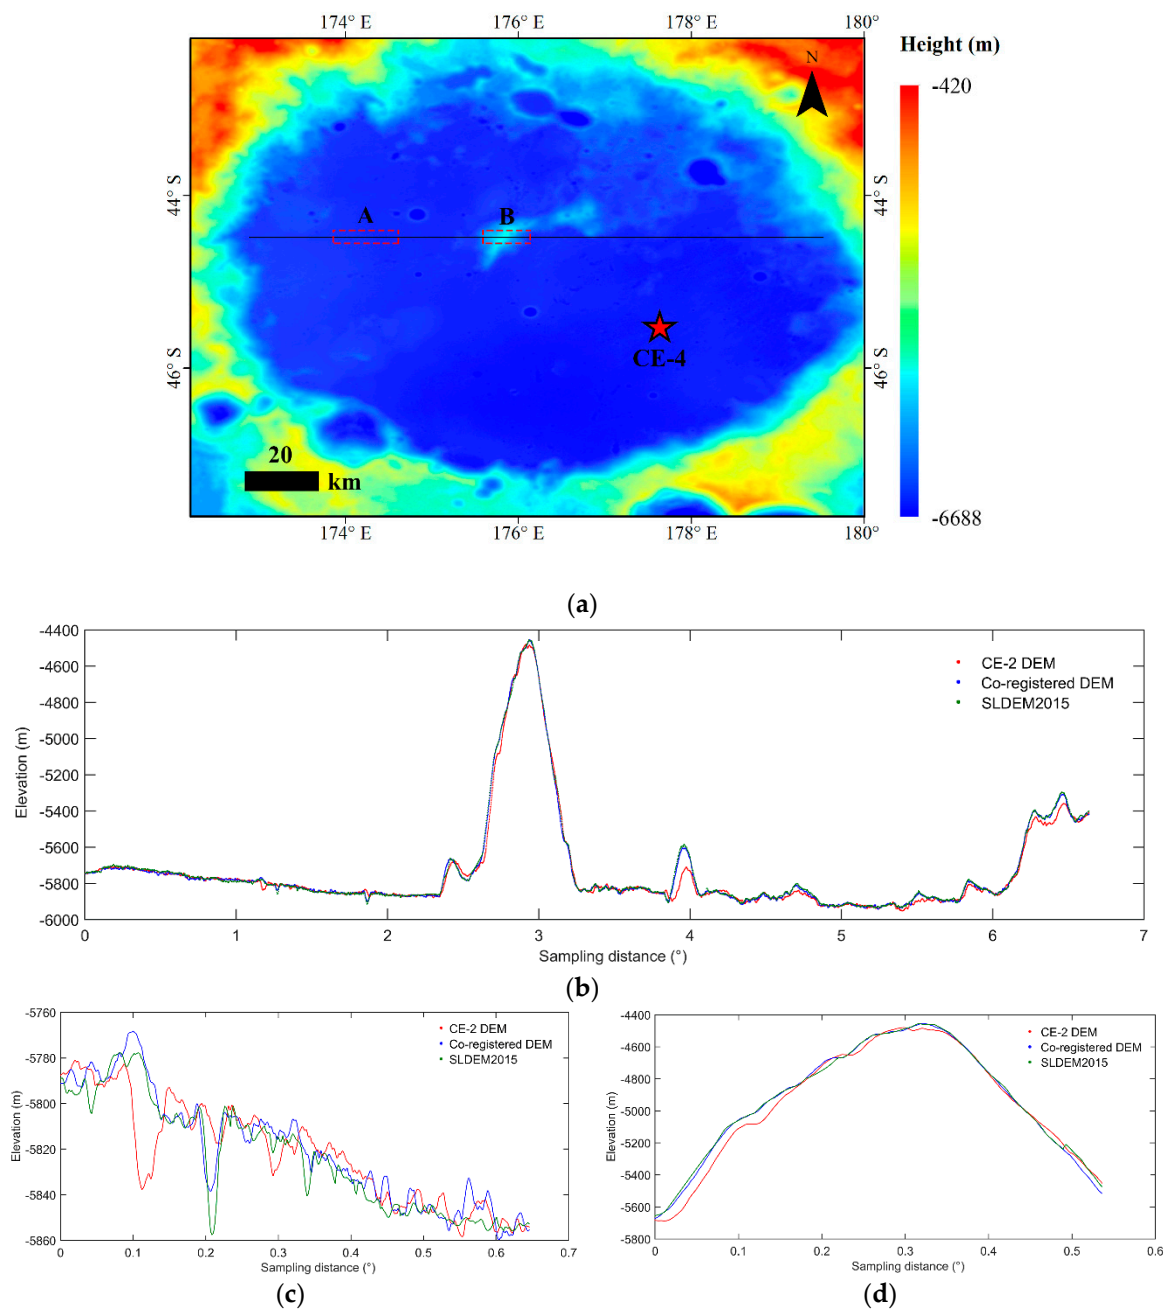 174° E
176° E
178° E
180°
Height (m)
N
-420
44° S
44° S
A
B
CE-4
46° S
46° S
20
km
-6688
174° E
176° E
178° E
180°
(a)
-4400
-4600
-4800
-5000
-5200
-5400
-5600
-5800
-6000
Elevation (m)
CE-2 DEM
Co-registered DEM
SLDEM2015
0
1
2
3
4
5
6
7
Sampling distance (°)
(b)
-5760
-5780
-5800
-5820
-5840
-5860
Elevation (m)
CE-2 DEM
Co-registered DEM
SLDEM2015
0
0.1
0.2
0.3
0.4
0.5
0.6
0.7
Sampling distance (°)
(c)
-4400
-4600
-4800
-5000
-5200
-5400
-5600
-5800
Elevation (m)
CE-2 DEM
Co-registered DEM
SLDEM2015
0
0.1
0.2
0.3
0.4
0.5
0.6
Sampling distance (°)
(d)